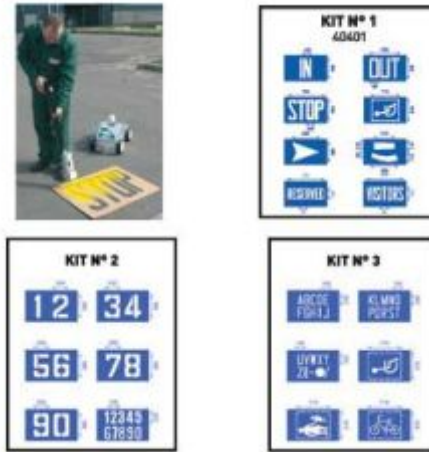 STOP
KIT Nº 1
40401
IN OUT
STOP
RESERVED VISITORS
KIT Nº 2
12 34
56 78
90 12345
67890
KIT Nº 3
ABCDE KLMNO
FGHIJ PQRST
UVWXY